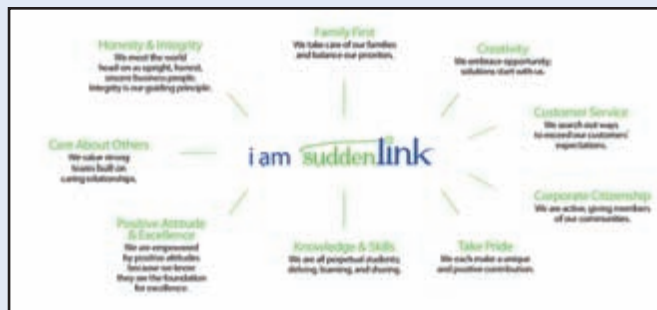 Family First
We take care of our families
and balance our priorities.
Honesty & Integrity
We meet the world
head-on as upright, honest,
sincere business people.
Integrity is our guiding principle.
Creativity
We embrace opportunity;
solutions start with us.
Customer Service
We search out ways
to exceed our customers'
expectations.
Care About Others
We value strong
teams built on
caring relationships.
i am suddenlink
Corporate Citizenship
We are active, giving members
of our communities.
Positive Attitude
& Excellence
We are empowered
by positive attitudes
because we know
they are the foundation
for excellence.
Knowledge & Skills
We are all perpetual students;
delving, learning, and sharing.
Take Pride
We each make a unique
and positive contribution.